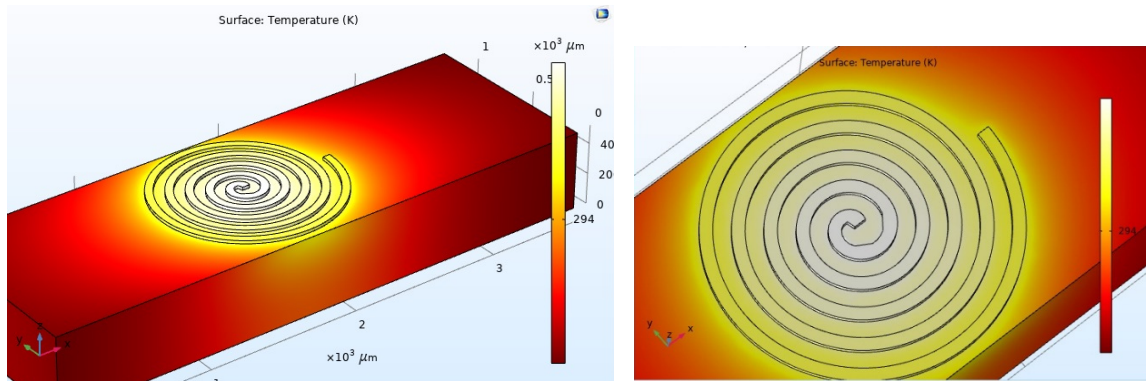 Surface: Temperature (K)
×10³ µm
1
0.5
0
40
20
0
294
3
2
×10³ µm
1
y
z
x
Surface: Temperature (K)
294
y
z
x